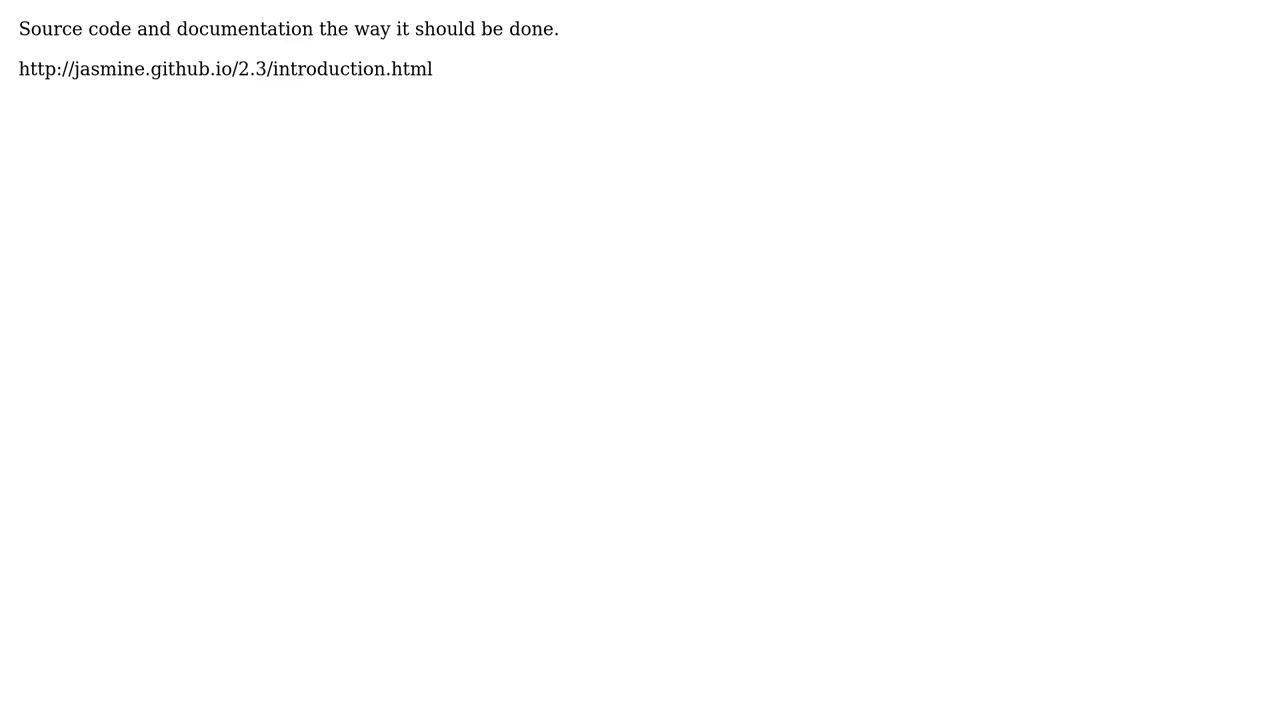 Source code and documentation the way it should be done.
http://jasmine.github.io/2.3/introduction.html